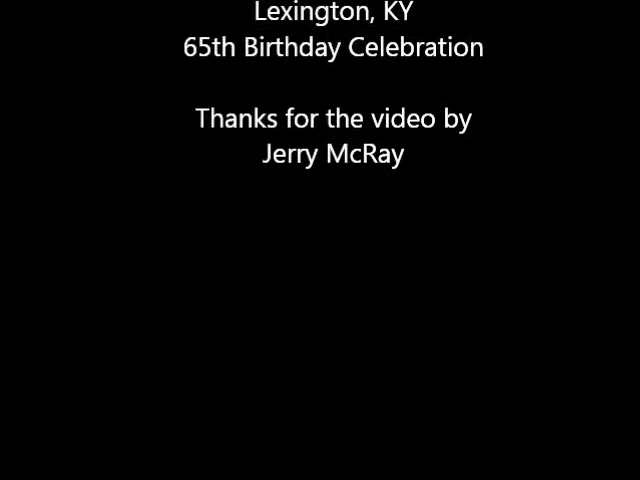 Lexington, KY
65th Birthday Celebration
Thanks for the video by
Jerry McRay